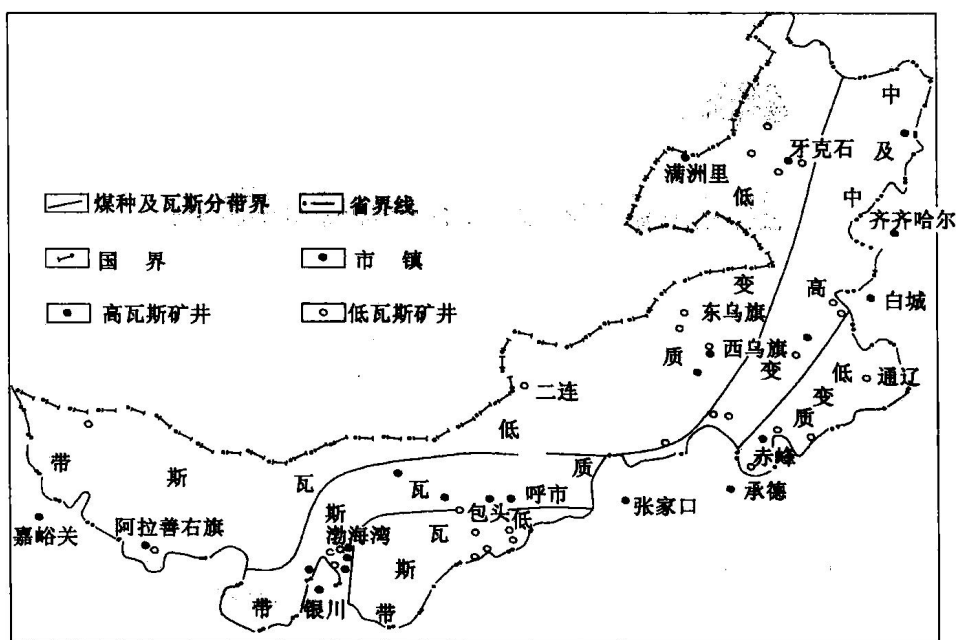 中
牙克石
及
满洲里
低
煤种及瓦斯分带界
省界线
中
齐齐哈尔
国 界
市 镇
变
高
白城
高瓦斯矿井
低瓦斯矿井
东乌旗
质
西乌旗
变
低
通辽
二连
变
低
质
带
斯
瓦
质
赤峰
瓦
呼市
张家口
承德
包头
低
嘉峪关
阿拉善右旗
斯
渤海湾
瓦
斯
带
银川
带